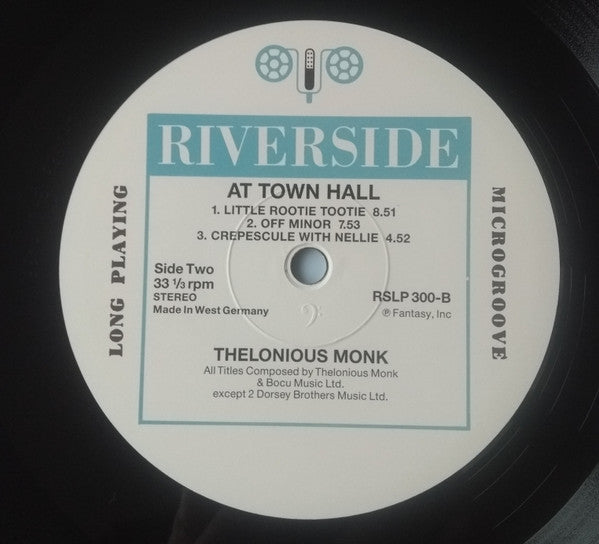 RIVERSIDE
AT TOWN HALL
1. LITTLE ROOTIE TOOTIE 8.51
2. OFF MINOR 7.53
3. CREPESCULE WITH NELLIE 4.52
LONG PLAYING
MICROGROOVE
Side Two
33 1/3 rpm
STEREO
Made In West Germany
RSLP 300-B
℗ Fantasy, Inc
THELONIOUS MONK
All Titles Composed by Thelonious Monk
& Bocu Music Ltd.
except 2 Dorsey Brothers Music Ltd.